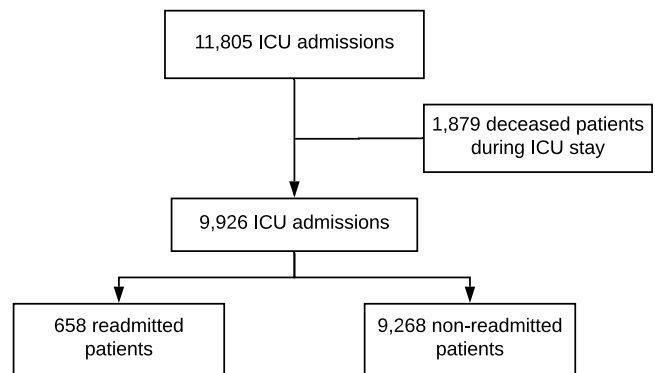 11,805 ICU admissions
1,879 deceased patients
during ICU stay
9,926 ICU admissions
658 readmitted
patients
9,268 non-readmitted
patients